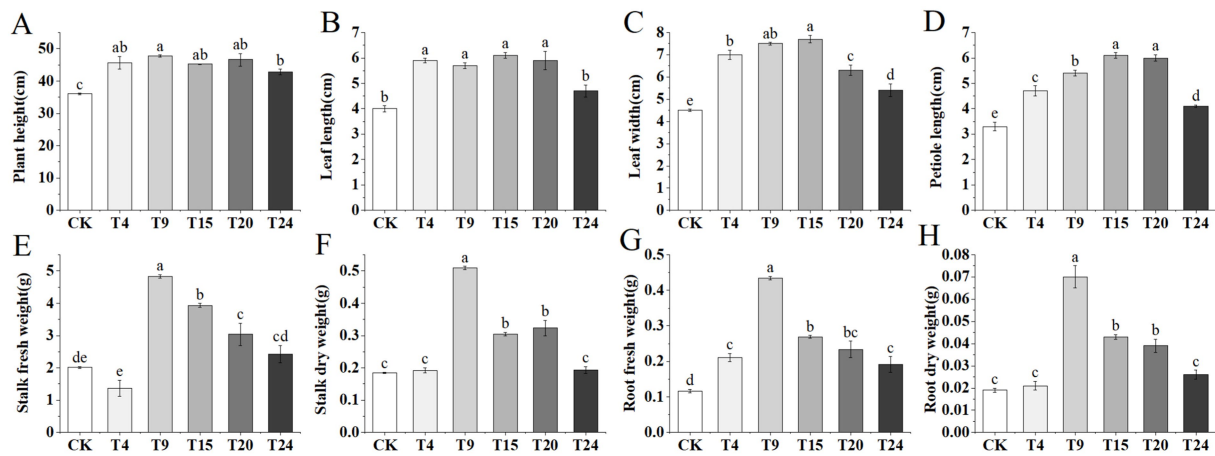 A
Plant height(cm)
50
40
30
20
10
0
c
ab
a
ab
ab
b
CK T4 T9 T15 T20 T24
B
Leaf length(cm)
7
6
5
4
3
2
1
0
b
a
a
a
a
b
CK T4 T9 T15 T20 T24
C
Leaf width(cm)
8
7
6
5
4
3
2
1
0
e
b
ab
a
c
d
CK T4 T9 T15 T20 T24
D
Petiole length(cm)
7
6
5
4
3
2
1
0
e
c
b
a
a
d
CK T4 T9 T15 T20 T24
E
Stalk fresh weight(g)
5
4
3
2
1
0
de
e
a
b
c
cd
CK T4 T9 T15 T20 T24
F
Stalk dry weight(g)
0.5
0.4
0.3
0.2
0.1
0.0
c
c
a
b
b
c
CK T4 T9 T15 T20 T24
G
Root fresh weight(g)
0.5
0.4
0.3
0.2
0.1
0.0
d
c
a
b
bc
c
CK T4 T9 T15 T20 T24
H
Root dry weight(g)
0.08
0.07
0.06
0.05
0.04
0.03
0.02
0.01
0.00
c
c
a
b
b
c
CK T4 T9 T15 T20 T24